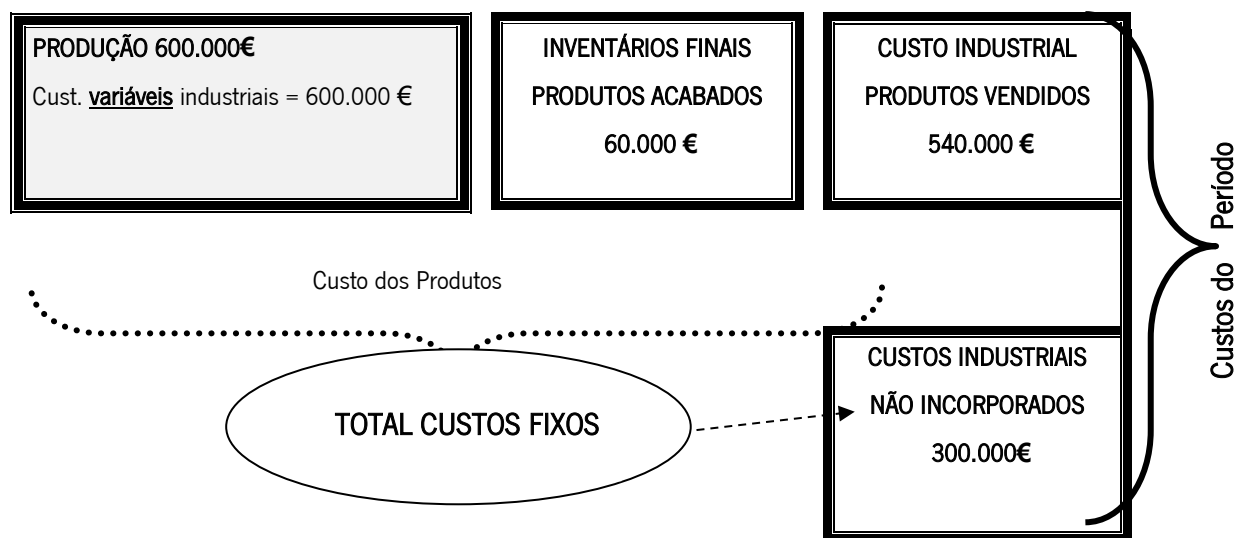 PRODUÇÃO 600.000€
Cust. variáveis industriais = 600.000 €
INVENTÁRIOS FINAIS
PRODUTOS ACABADOS
60.000 €
CUSTO INDUSTRIAL
PRODUTOS VENDIDOS
540.000 €
Custos do Período
Custo dos Produtos
TOTAL CUSTOS FIXOS
CUSTOS INDUSTRIAIS
NÃO INCORPORADOS
300.000€